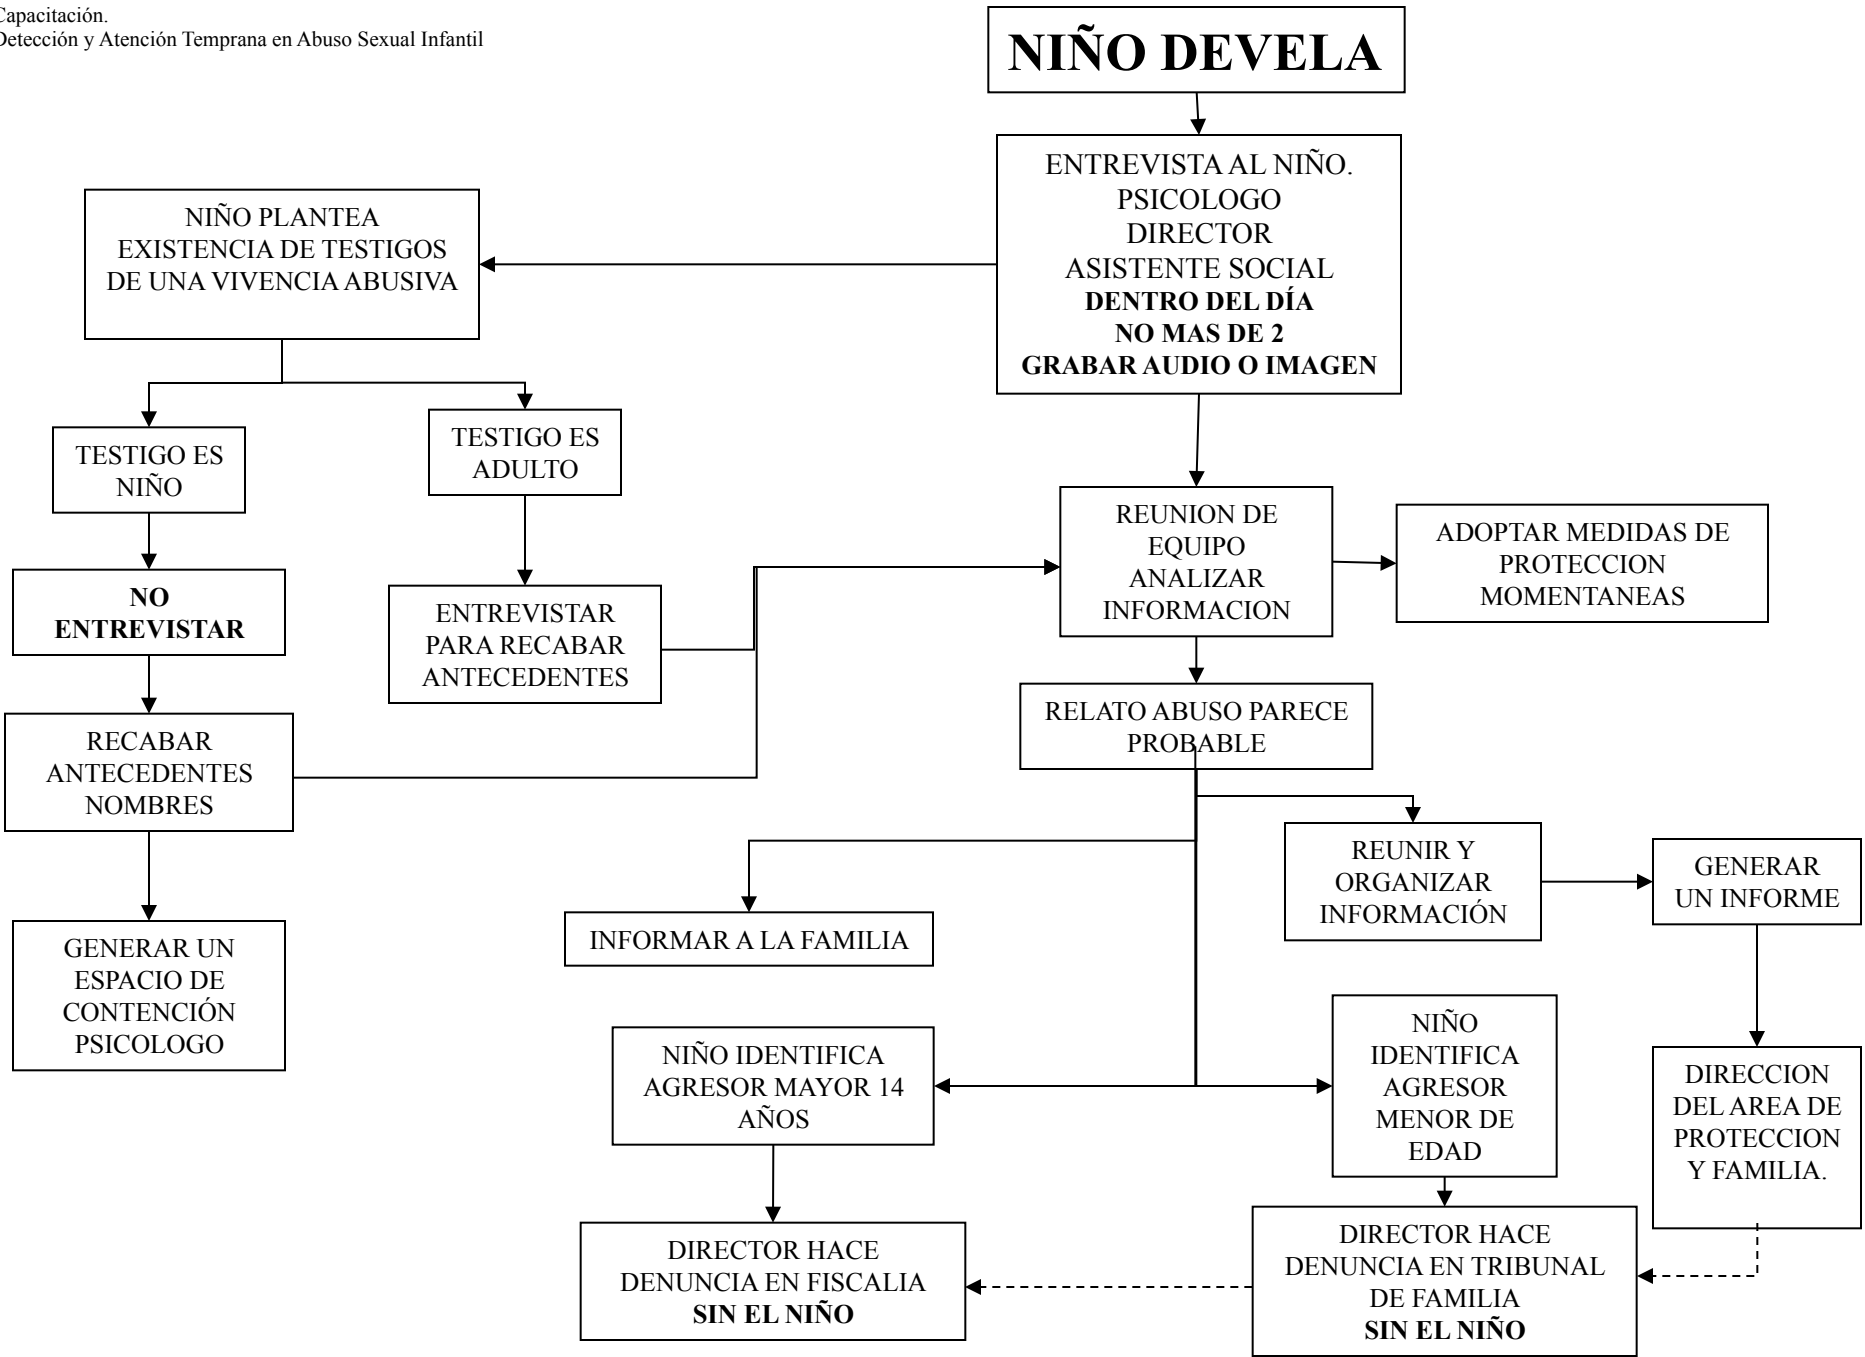 Capacitación.
Detección y Atención Temprana en Abuso Sexual Infantil
NIÑO DEVELA
ENTREVISTA AL NIÑO.
PSICOLOGO
DIRECTOR
ASISTENTE SOCIAL
DENTRO DEL DÍA
NO MAS DE 2
GRABAR AUDIO O IMAGEN
NIÑO PLANTEA
EXISTENCIA DE TESTIGOS
DE UNA VIVENCIA ABUSIVA
TESTIGO ES
NIÑO
TESTIGO ES
ADULTO
NO
ENTREVISTAR
ENTREVISTAR
PARA RECABAR
ANTECEDENTES
RECABAR
ANTECEDENTES
NOMBRES
GENERAR UN
ESPACIO DE
CONTENCIÓN
PSICOLOGO
REUNION DE
EQUIPO
ANALIZAR
INFORMACION
ADOPTAR MEDIDAS DE
PROTECCION
MOMENTANEAS
RELATO ABUSO PARECE
PROBABLE
INFORMAR A LA FAMILIA
REUNIR Y
ORGANIZAR
INFORMACIÓN
GENERAR
UN INFORME
NIÑO IDENTIFICA
AGRESOR MAYOR 14
AÑOS
NIÑO
IDENTIFICA
AGRESOR
MENOR DE
EDAD
DIRECCION
DEL AREA DE
PROTECCION
Y FAMILIA.
DIRECTOR HACE
DENUNCIA EN FISCALIA
SIN EL NIÑO
DIRECTOR HACE
DENUNCIA EN TRIBUNAL
DE FAMILIA
SIN EL NIÑO